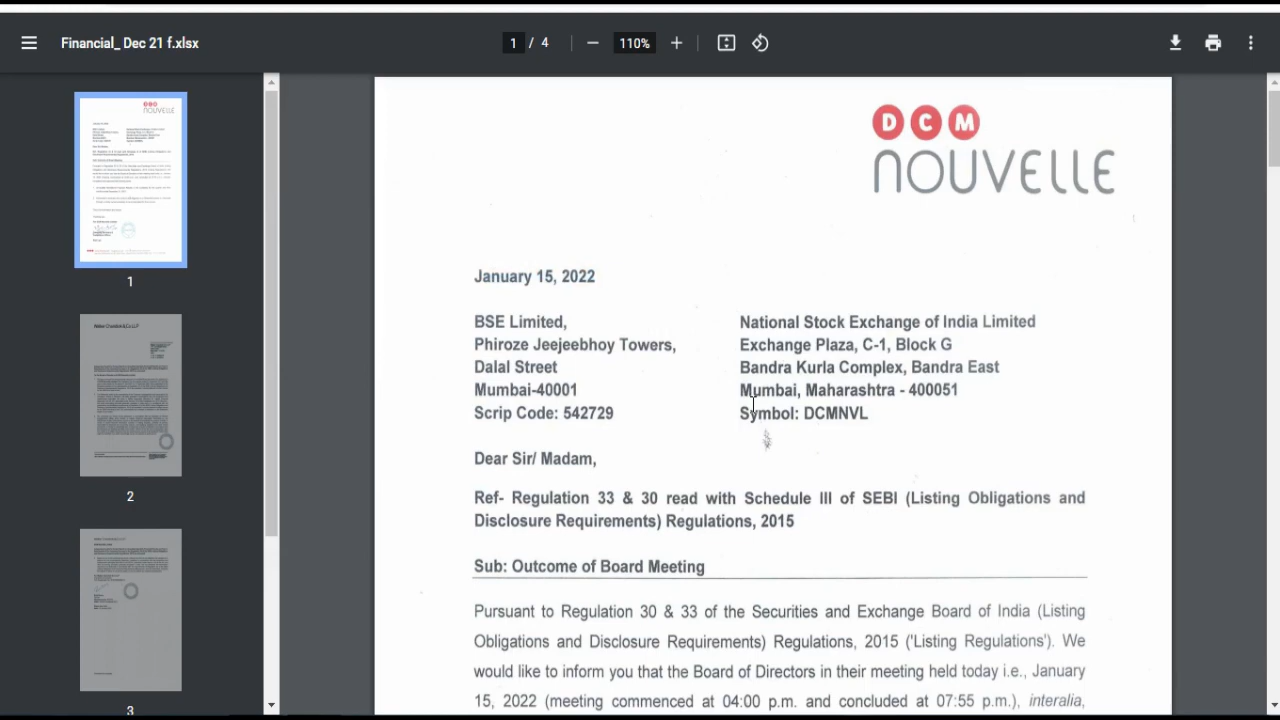 Financial_ Dec 21 f.xlsx
1 / 4
110%
1
2
3
DCM
NOUVELLE
January 15, 2022
BSE Limited,
Phiroze Jeejeebhoy Towers,
Dalal Street
Mumbai-40001
Scrip Code: 542729
National Stock Exchange of India Limited
Exchange Plaza, C-1, Block G
Bandra Kurla Complex, Bandra East
Mumbai, Maharashtra - 400051
Symbol: DCMNVL
Dear Sir/ Madam,
Ref- Regulation 33 & 30 read with Schedule III of SEBI (Listing Obligations and
Disclosure Requirements) Regulations, 2015
Sub: Outcome of Board Meeting
Pursuant to Regulation 30 & 33 of the Securities and Exchange Board of India (Listing
Obligations and Disclosure Requirements) Regulations, 2015 ('Listing Regulations'). We
would like to inform you that the Board of Directors in their meeting held today i.e., January
15, 2022 (meeting commenced at 04:00 p.m. and concluded at 07:55 p.m.), interalia,